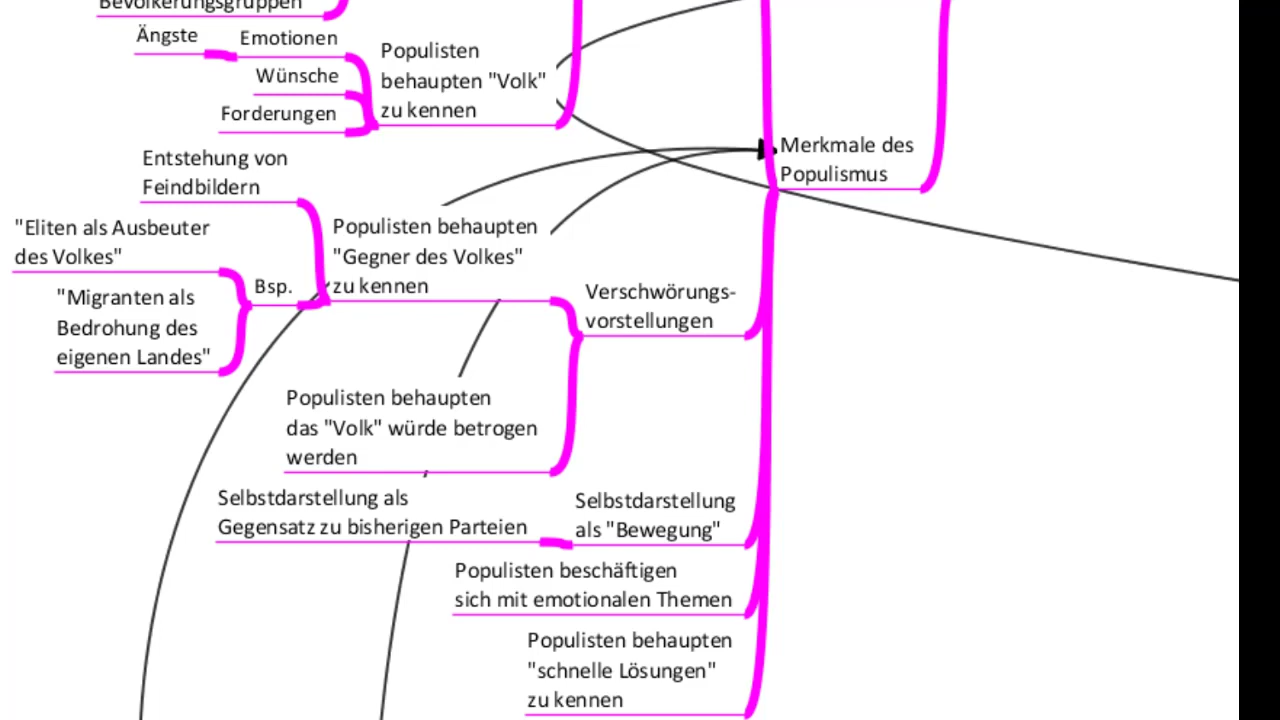 Bevölkerungsgruppen
Ängste
Emotionen
Wünsche
Forderungen
Populisten
behaupten "Volk"
zu kennen
Merkmale des
Populismus
Entstehung von
Feindbildern
"Eliten als Ausbeuter
des Volkes"
"Migranten als
Bedrohung des
eigenen Landes"
Bsp.
Populisten behaupten
"Gegner des Volkes"
zu kennen
Verschwörungs-
vorstellungen
Populisten behaupten
das "Volk" würde betrogen
werden
Selbstdarstellung als
Gegensatz zu bisherigen Parteien
Selbstdarstellung
als "Bewegung"
Populisten beschäftigen
sich mit emotionalen Themen
Populisten behaupten
"schnelle Lösungen"
zu kennen